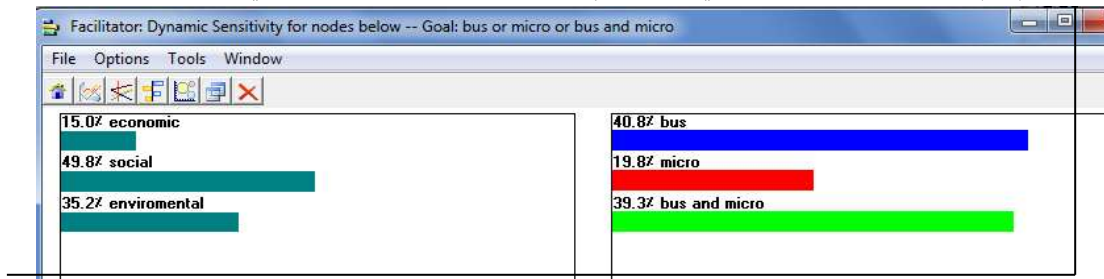 Facilitator: Dynamic Sensitivity for nodes below -- Goal: bus or micro or bus and micro
File Options Tools Window
15.0% economic
49.8% social
35.2% enviromental
40.8% bus
19.8% micro
39.3% bus and micro